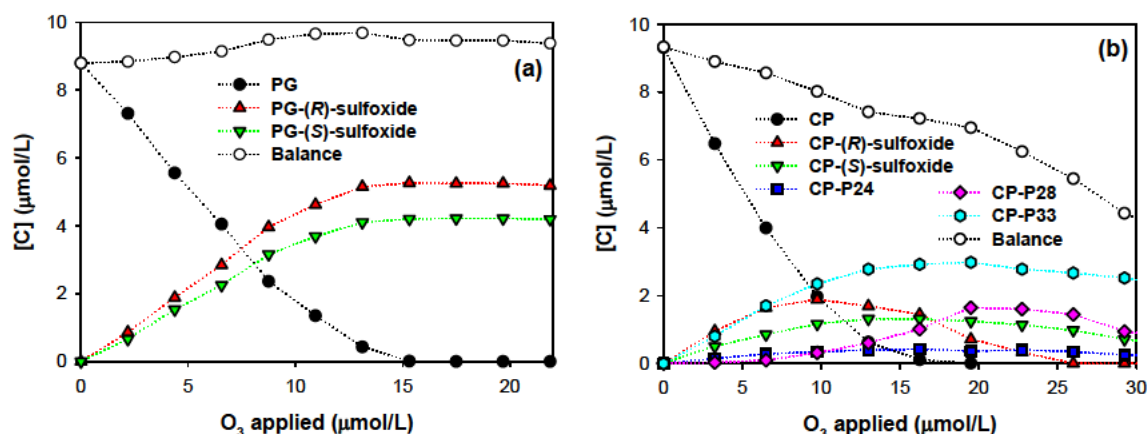 10
8
6
4
2
0
[C] (μmol/L)
(a)
PG
PG-(R)-sulfoxide
PG-(S)-sulfoxide
Balance
0
5
10
15
20
O3 applied (μmol/L)
10
8
6
4
2
0
[C] (μmol/L)
(b)
CP
CP-(R)-sulfoxide
CP-(S)-sulfoxide
CP-P24
CP-P28
CP-P33
Balance
0
5
10
15
20
25
30
O3 applied (μmol/L)